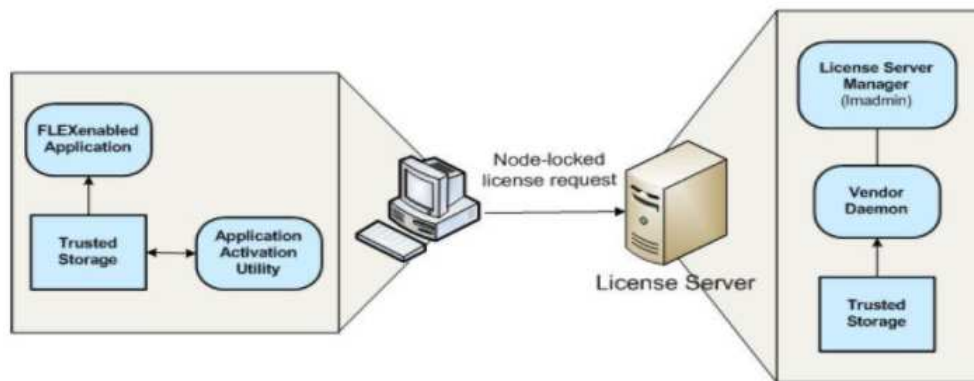 FLEXenabled
Application
Trusted
Storage
Application
Activation
Utility
Node-locked
license request
License Server
License Server
Manager
(lmadmin)
Vendor
Daemon
Trusted
Storage